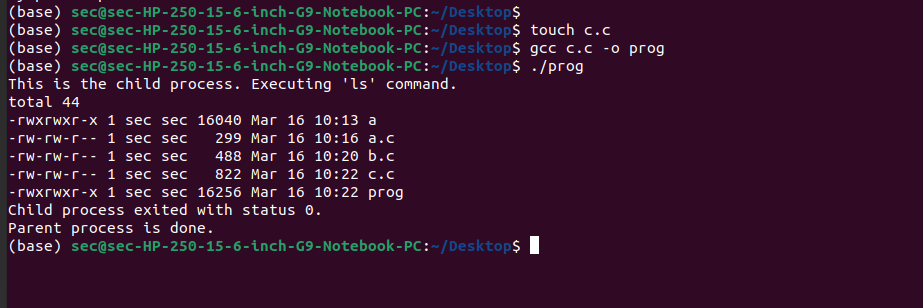 (base) sec@sec-HP-250-15-6-inch-G9-Notebook-PC:~/Desktop$
(base) sec@sec-HP-250-15-6-inch-G9-Notebook-PC:~/Desktop$ touch c.c
(base) sec@sec-HP-250-15-6-inch-G9-Notebook-PC:~/Desktop$ gcc c.c -o prog
(base) sec@sec-HP-250-15-6-inch-G9-Notebook-PC:~/Desktop$ ./prog
This is the child process. Executing 'ls' command.
total 44
-rwxrwxr-x 1 sec sec 16040 Mar 16 10:13 a
-rw-rw-r-- 1 sec sec   299 Mar 16 10:16 a.c
-rw-rw-r-- 1 sec sec   488 Mar 16 10:20 b.c
-rw-rw-r-- 1 sec sec   822 Mar 16 10:22 c.c
-rwxrwxr-x 1 sec sec 16256 Mar 16 10:22 prog
Child process exited with status 0.
Parent process is done.
(base) sec@sec-HP-250-15-6-inch-G9-Notebook-PC:~/Desktop$